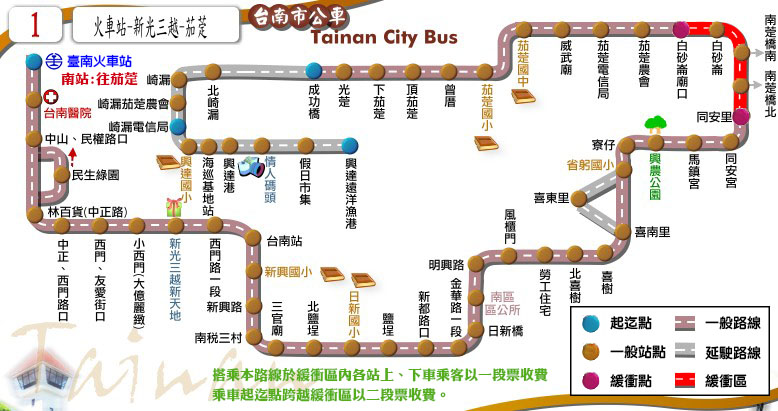 1
火車站-新光三越-茄萣
台南市公車
Tainan City Bus
臺南火車站
南站:往茄萣
台南醫院
中山、民權路口
民生綠園
林百貨(中正路)
中正、西門路口
西門、友愛街口
小西門(大億麗緻)
新光三越新天地
西門路一段
台南站
新興國小
新興路
南税三村
三官廟
北鹽埕
日新國小
鹽埕
新都路口
金華路一段
日新橋
南區
區公所
明興路
風櫃門
勞工住宅
北喜樹
喜樹
喜南里
喜東里
省躬國小
寮仔
興農公園
馬鎮宮
同安宮
同安里
南萣橋北
南萣橋南
白砂崙
白砂崙廟口
茄萣農會
茄萣電信局
威武廟
茄萣國中
茄萣國小
曾厝
頂茄萣
下茄萣
光萣
成功橋
北崎漏
崎漏
崎漏茄萣農會
崎漏電信局
興達國小
海巡基地站
興達港
情人碼頭
假日市集
興達遠洋漁港
起迄點
一般路線
一般站點
延駛路線
緩衝點
緩衝區
搭乘本路線於緩衝區內各站上、下車乘客以一段票收費
乘車起迄點跨越緩衝區以二段票收費。
Tainan